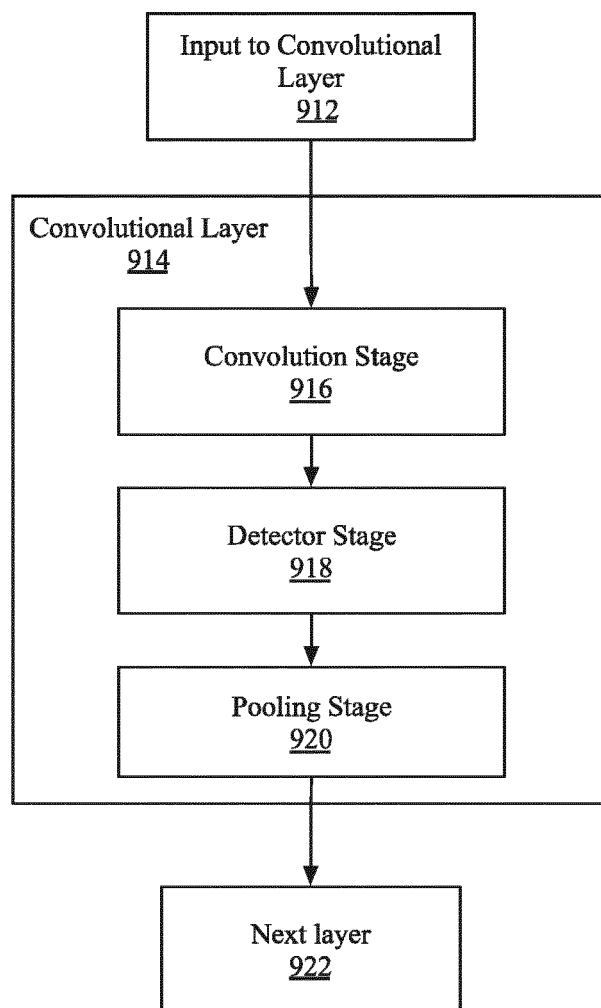 Input to Convolutional
Layer
912
Convolutional Layer
914
Convolution Stage
916
Detector Stage
918
Pooling Stage
920
Next layer
922